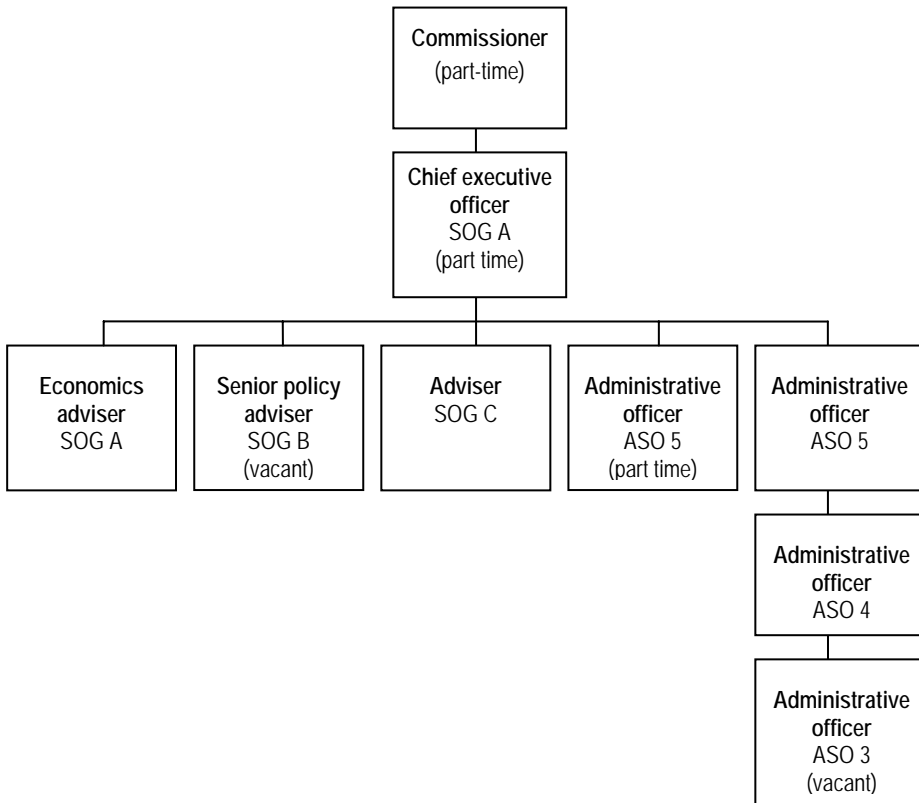 Commissioner
(part-time)
Chief executive
officer
SOG A
(part time)
Economics
adviser
SOG A
Senior policy
adviser
SOG B
(vacant)
Adviser
SOG C
Administrative
officer
ASO 5
(part time)
Administrative
officer
ASO 5
Administrative
officer
ASO 4
Administrative
officer
ASO 3
(vacant)